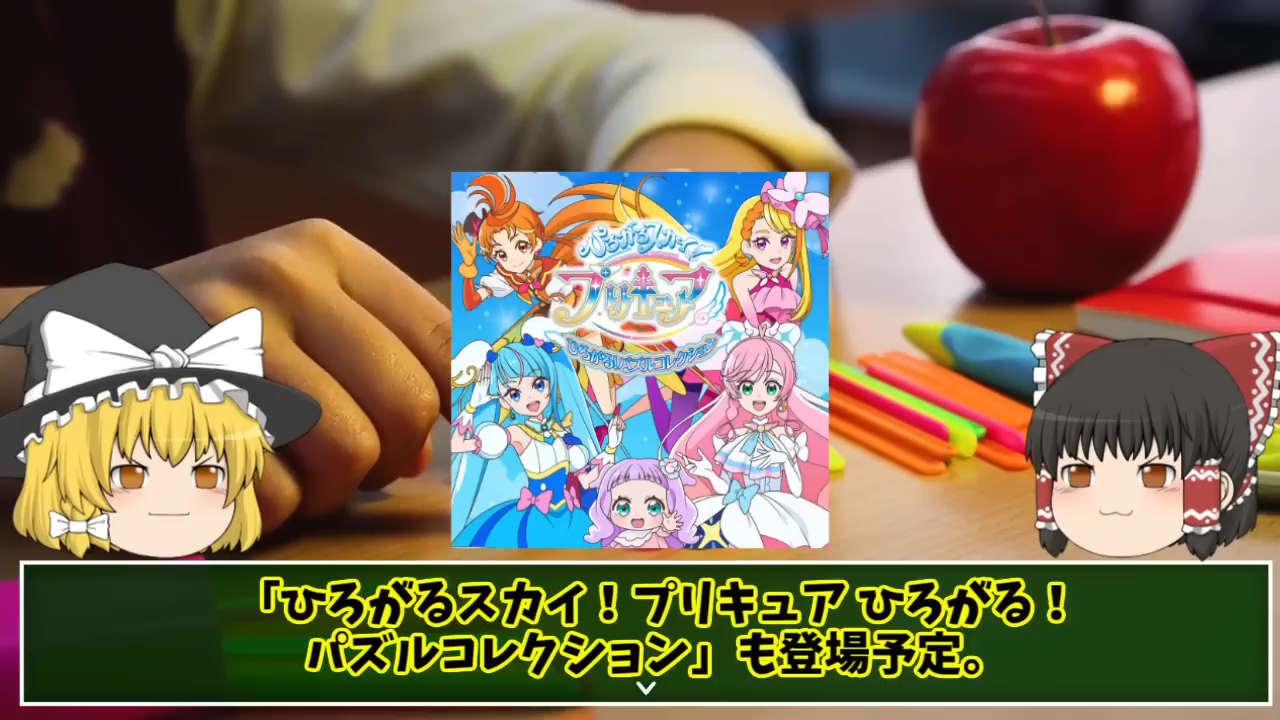 ひろがるスカイ！
プリキュア
ひろがる！パズルコレクション
「ひろがるスカイ！プリキュア ひろがる！
パズルコレクション」も登場予定。